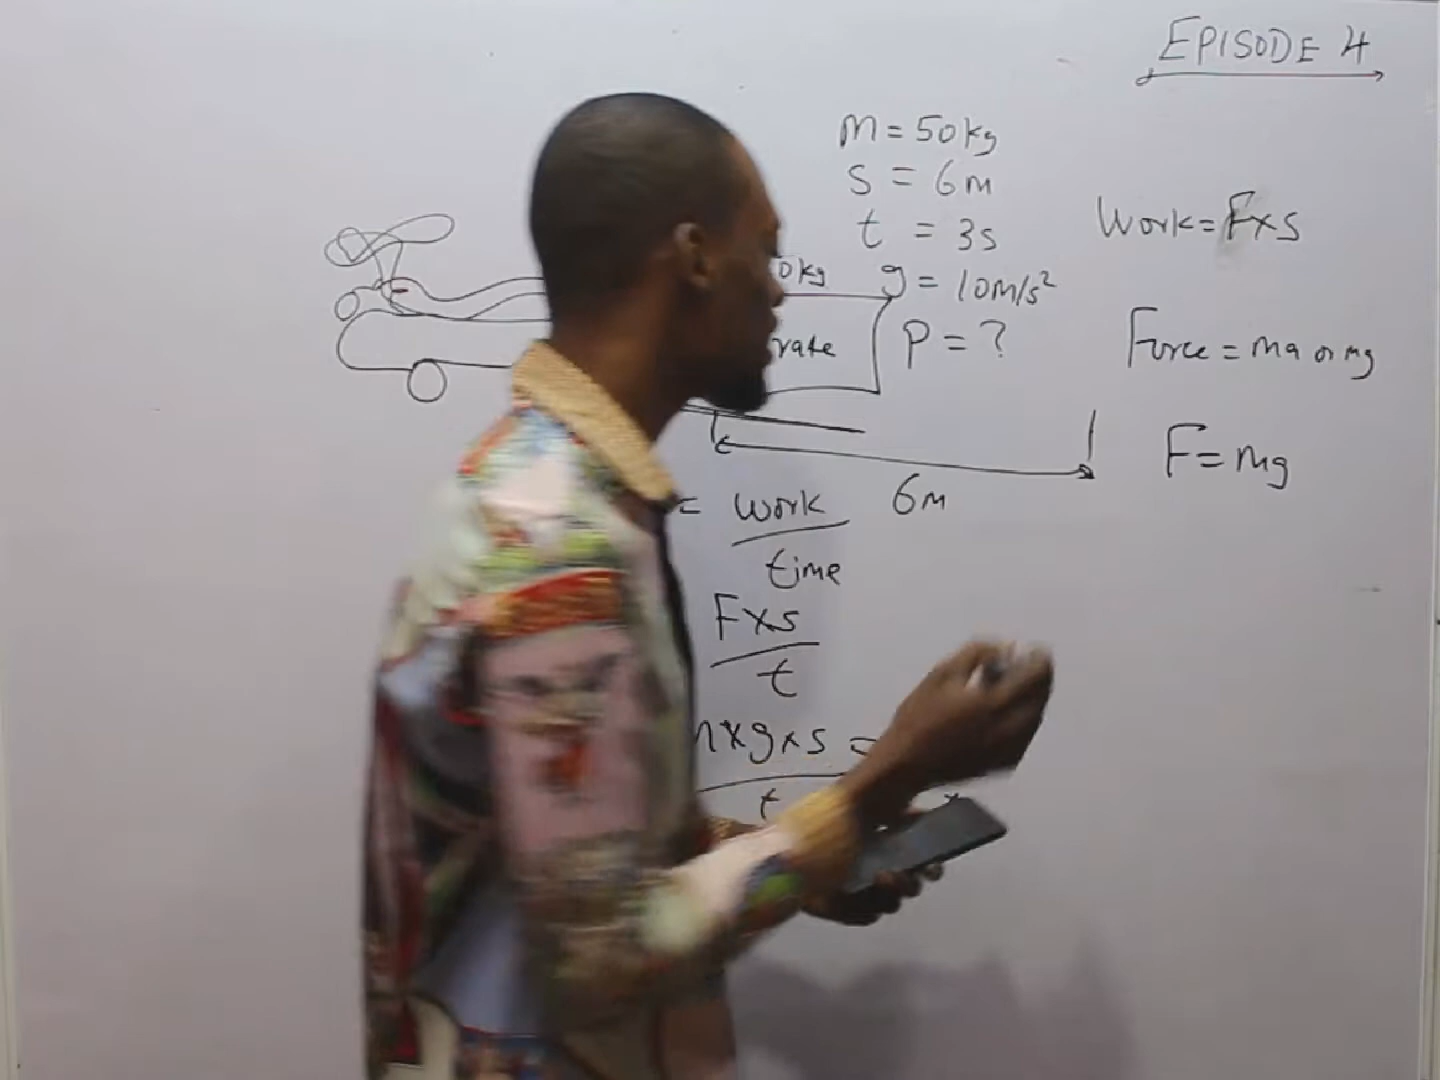 EPISODE 4
m = 50kg
s = 6m
t = 3s
g = 10m/s²
P = ?
Work = F×s
Force = ma or mg
F = mg
0kg
rate
6m
= work
time
F×s
t
×g×s =
t